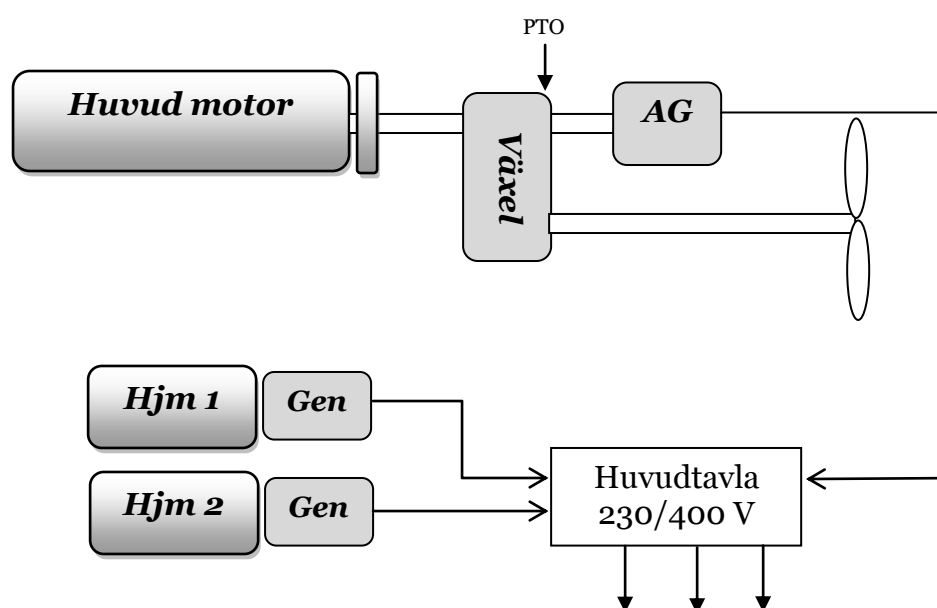 PTO
Huvud motor
AG
Växel
Hjm 1
Gen
Hjm 2
Gen
Huvudtavla
230/400 V